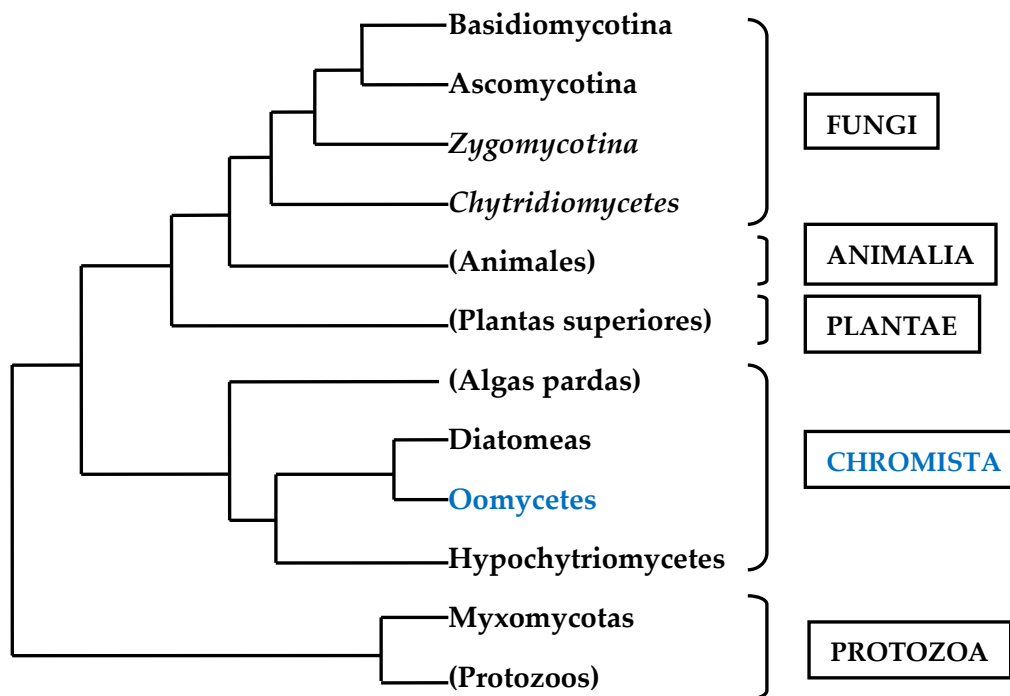 Basidiomycotina
Ascomycotina
FUNGI
Zygomycotina
Chytridiomycetes
(Animales)
ANIMALIA
(Plantas superiores)
PLANTAE
(Algas pardas)
Diatomeas
CHROMISTA
Oomycetes
Hypochytriomycetes
Myxomycotas
PROTOZOA
(Protozoos)